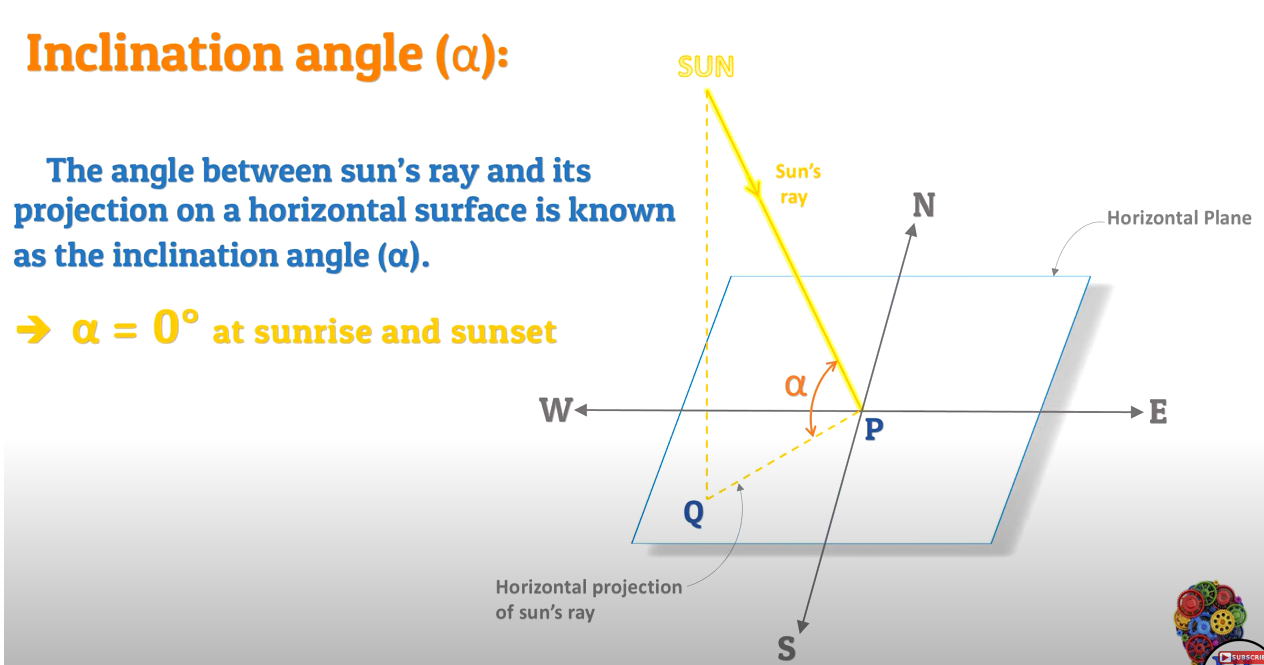 Inclination angle (α):
The angle between sun's ray and its
projection on a horizontal surface is known
as the inclination angle (α).
➔ α = 0° at sunrise and sunset
SUN
Sun's
ray
N
Horizontal Plane
α
W
E
P
Q
Horizontal projection
of sun's ray
S